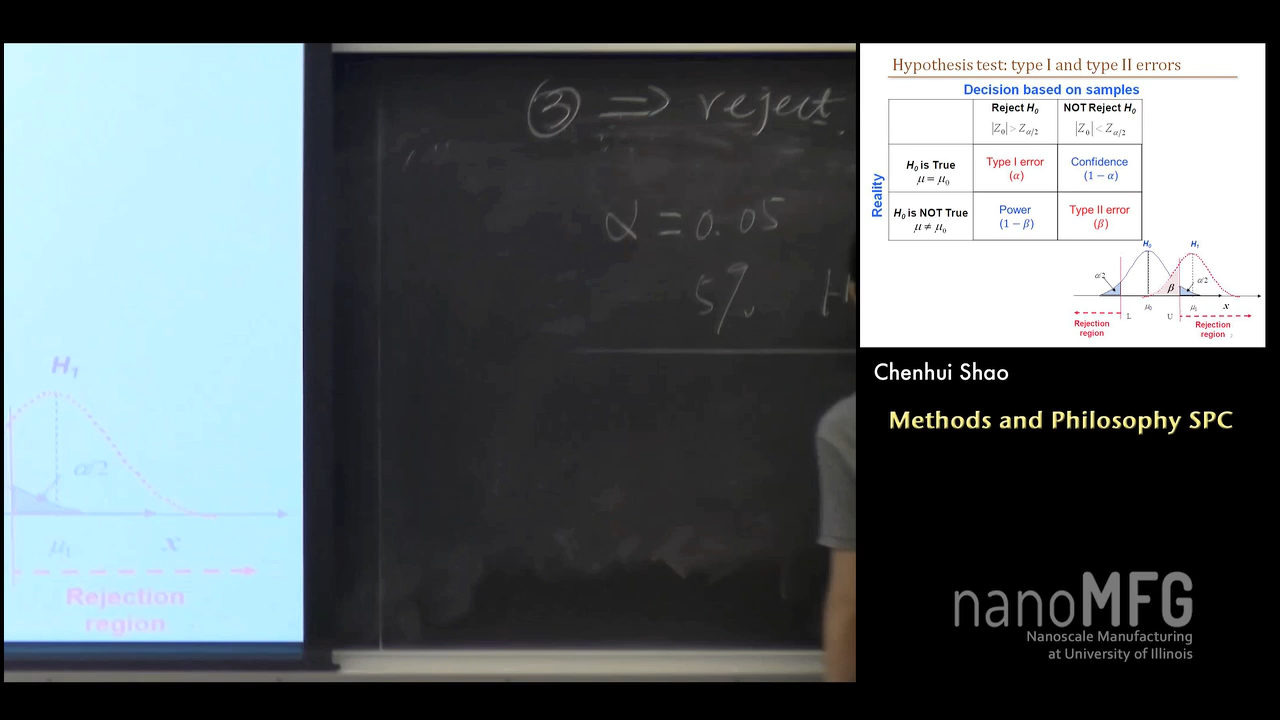 ③ ⇒ reject
α = 0.05
5% H
H₁
α/2
μ₁ x
Rejection
region
Hypothesis test: type I and type II errors
Decision based on samples
Reject H₀ NOT Reject H₀
|Z₀| > Z_α/2 |Z₀| < Z_α/2
Reality
H₀ is True Type I error Confidence
μ = μ₀ (α) (1 − α)
H₀ is NOT True Power Type II error
μ ≠ μ₀ (1 − β) (β)
H₀ H₁
α/2 β α/2
μ₀ μ₁ x
L U
Rejection Rejection
region region
Chenhui Shao
Methods and Philosophy SPC
nanoMFG
Nanoscale Manufacturing
at University of Illinois